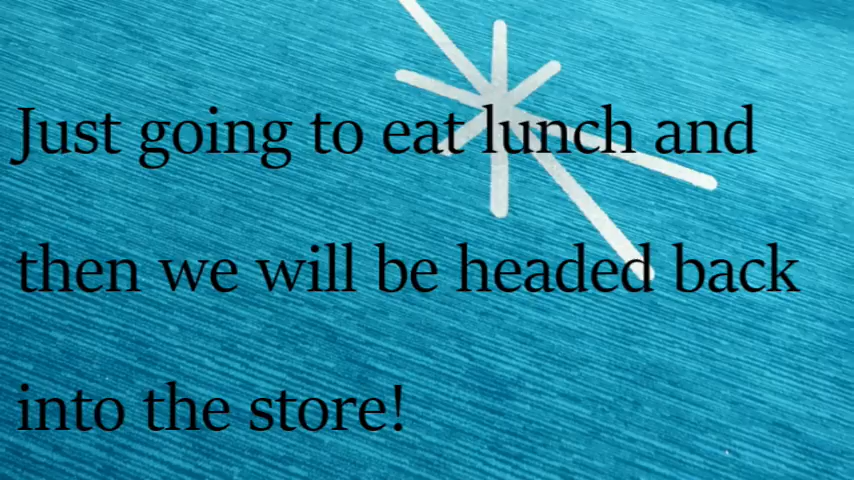 Just going to eat lunch and
then we will be headed back
into the store!